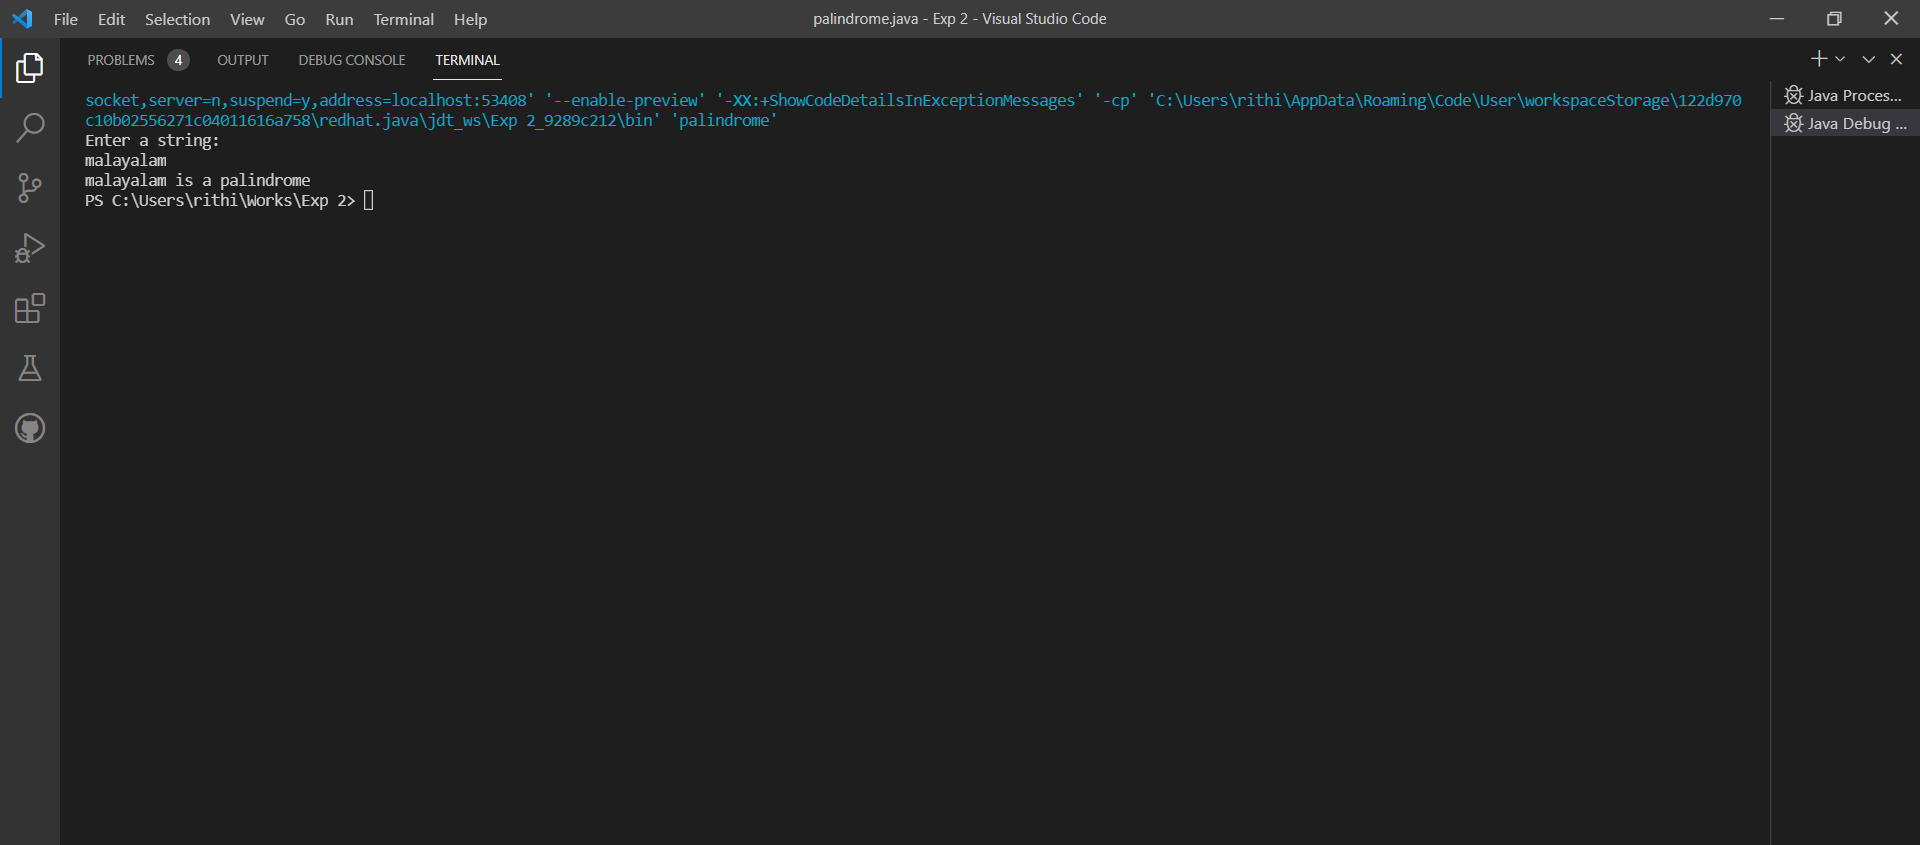 File Edit Selection View Go Run Terminal Help palindrome.java - Exp 2 - Visual Studio Code
PROBLEMS 4 OUTPUT DEBUG CONSOLE TERMINAL
socket,server=n,suspend=y,address=localhost:53408' '--enable-preview' '-XX:+ShowCodeDetailsInExceptionMessages' '-cp' 'C:\Users\rithi\AppData\Roaming\Code\User\workspaceStorage\122d970
c10b02556271c04011616a758\redhat.java\jdt_ws\Exp 2_9289c212\bin' 'palindrome'
Enter a string:
malayalam
malayalam is a palindrome
PS C:\Users\rithi\Works\Exp 2>
Java Proces...
Java Debug ...